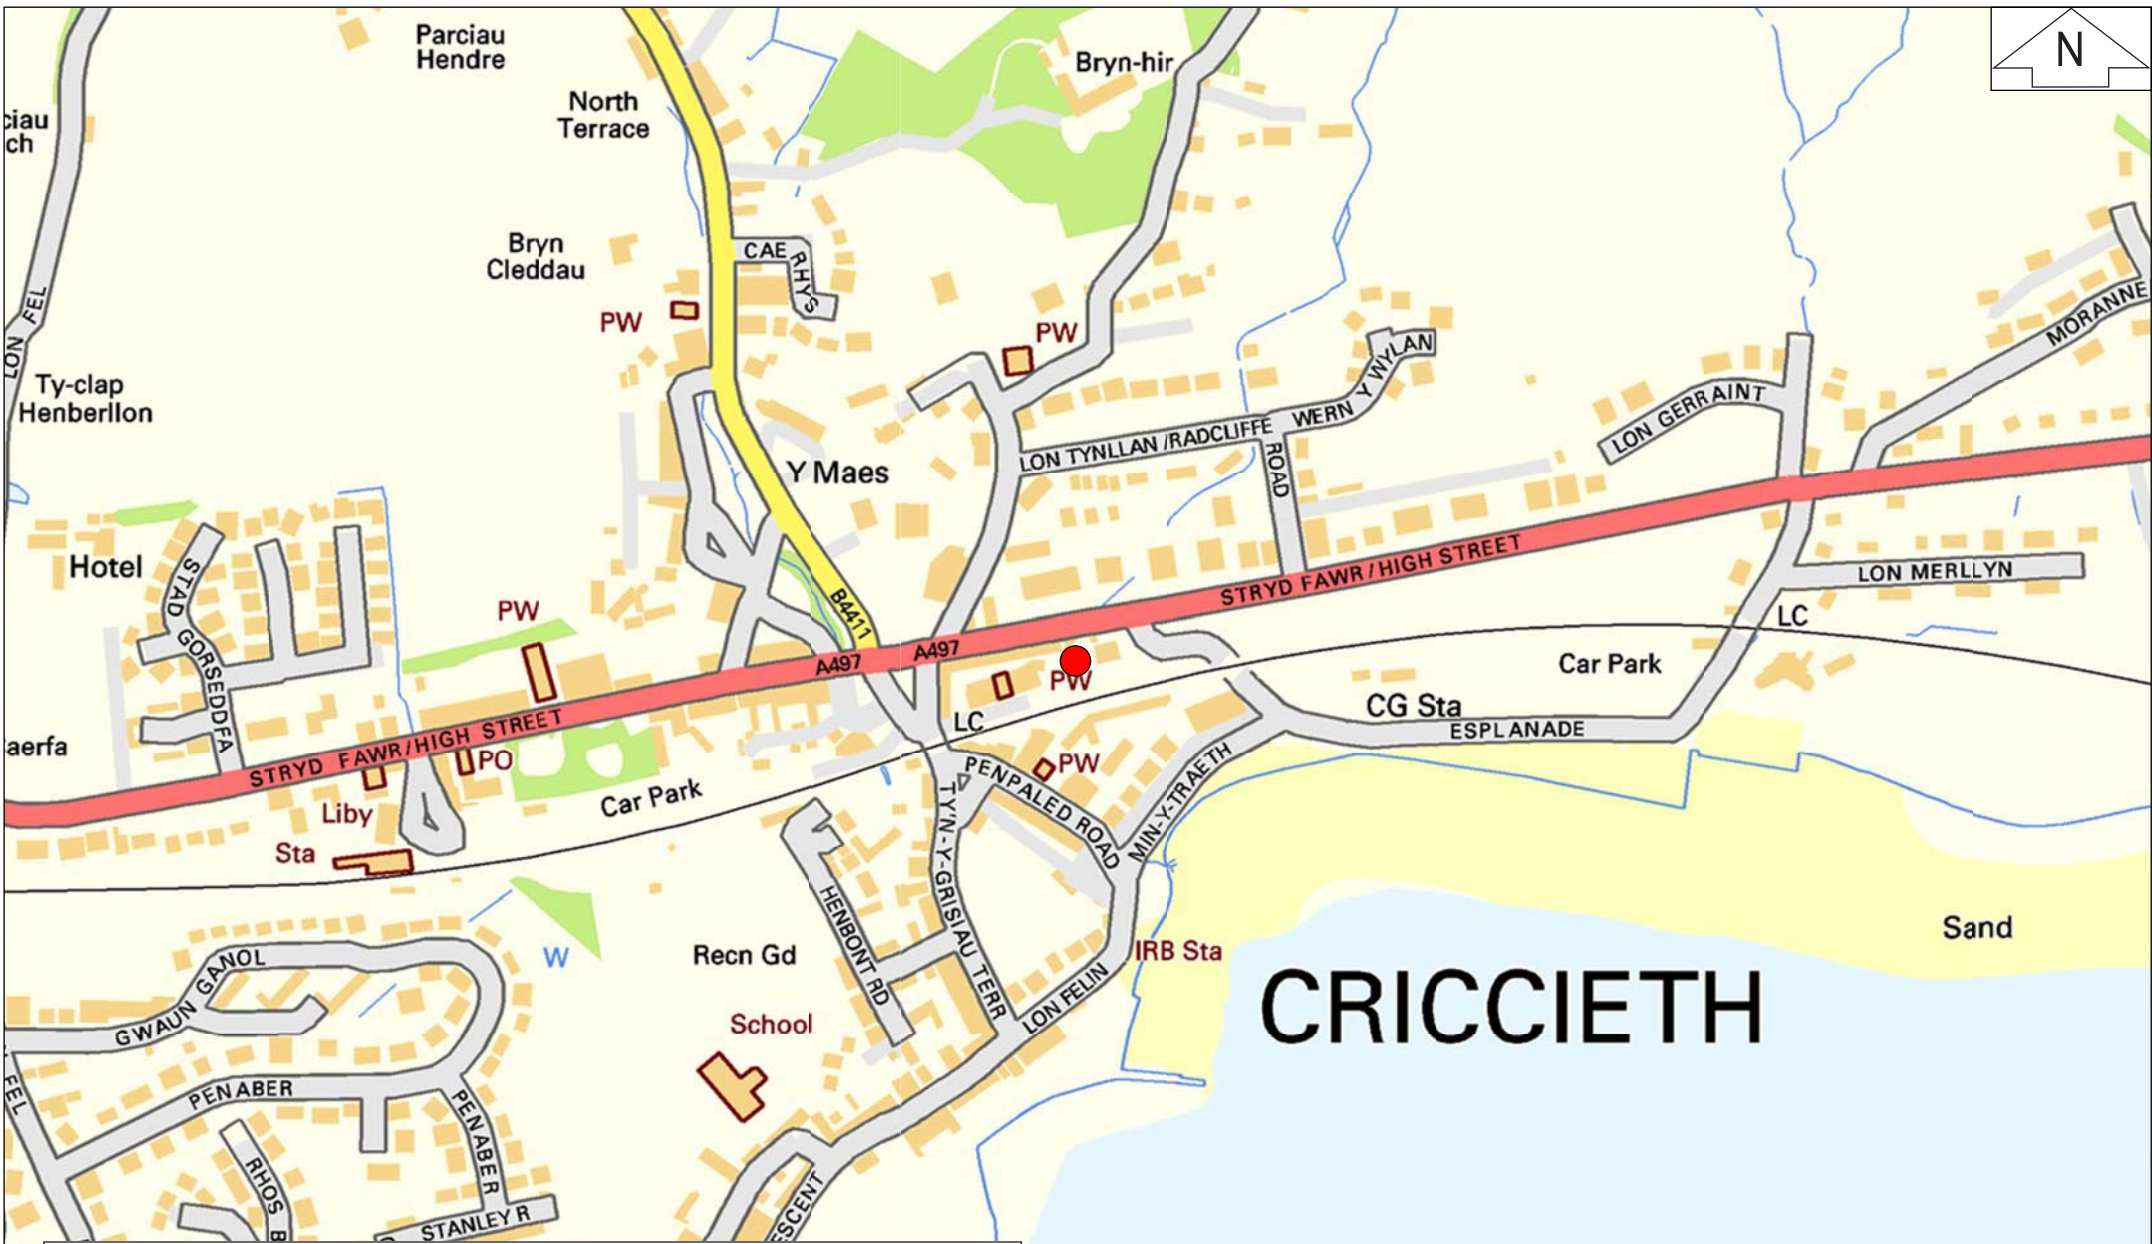 Parciau
Hendre
N
Bryn-hir
North
Terrace
ciau
ch
Bryn
Cleddau
CAE RHYS
LON FEL
PW
PW
Ty-clap
Henberllon
MORANNE
WERN Y WYLAN
LON GERRAINT
LON TYNLLAN /RADCLIFFE
ROAD
Y Maes
Hotel
STAD GORSEDDFA
STRYD FAWR/HIGH STREET
LON MERLLYN
B4411
PW
LC
A497
A497
Car Park
PW
CG Sta
ESPLANADE
LC
STRYD FAWR/HIGH STREET
aerfa
PO
PW
PENPALED ROAD
MIN-Y-TRAETH
Car Park
Liby
Sta
TY'N-Y-GRISIAU TERR
HENBONT RD
Sand
W
Recn Gd
IRB Sta
GWAUN GANOL
LON FELIN
CRICCIETH
School
FEL
PENABER
PENABER
RHOS B
STANLEY R
ESCENT